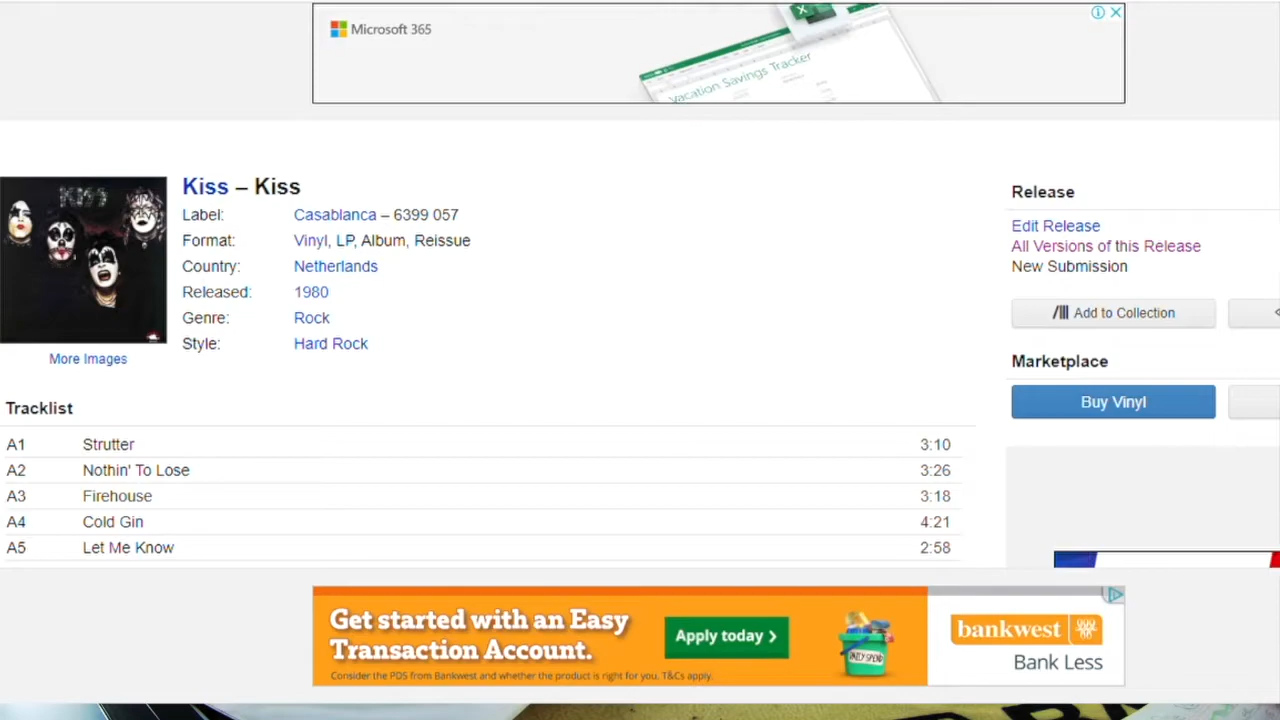 Microsoft 365
Vacation Savings Tracker
KISS
Kiss – Kiss
Label: Casablanca – 6399 057
Format: Vinyl, LP, Album, Reissue
Country: Netherlands
Released: 1980
Genre: Rock
Style: Hard Rock
More Images
Release
Edit Release
All Versions of this Release
New Submission
Add to Collection
Marketplace
Buy Vinyl
Tracklist
A1 Strutter 3:10
A2 Nothin' To Lose 3:26
A3 Firehouse 3:18
A4 Cold Gin 4:21
A5 Let Me Know 2:58
Get started with an Easy
Transaction Account.
Consider the PDS from Bankwest and whether the product is right for you. T&Cs apply.
Apply today
DAILY SPEND
bankwest
Bank Less